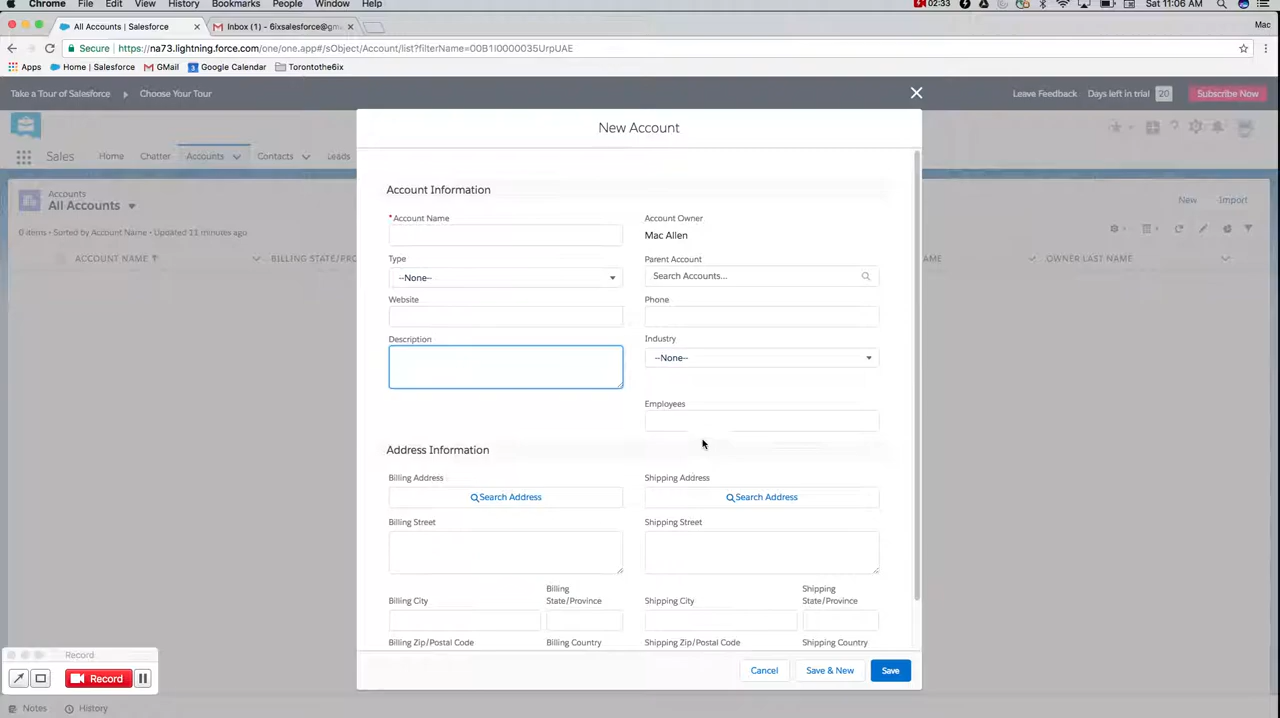 Chrome File Edit View History Bookmarks People Window Help 02:33 Sat 11:06 AM
All Accounts | Salesforce × Inbox (1) - 6ixsalesforce@gm ×
Mac
Secure https://na73.lightning.force.com/one/one.app#/sObject/Account/list?filterName=00B1I0000035UrpUAE
Apps Home | Salesforce GMail Google Calendar Torontothe6ix
Take a Tour of Salesforce Choose Your Tour Leave Feedback Days left in trial 20 Subscribe Now
New Account
Sales Home Chatter Accounts Contacts Leads
Account Information
Accounts
All Accounts New Import
*Account Name Account Owner
0 items • Sorted by Account Name • Updated 11 minutes ago Mac Allen
ACCOUNT NAME BILLING STATE/PRO AME OWNER LAST NAME
Type Parent Account
--None-- Search Accounts...
Website Phone
Description Industry
--None--
Employees
Address Information
Billing Address Shipping Address
Search Address Search Address
Billing Street Shipping Street
Billing City Billing State/Province Shipping City Shipping State/Province
Billing Zip/Postal Code Billing Country Shipping Zip/Postal Code Shipping Country
Record
Record
Cancel Save & New Save
Notes History